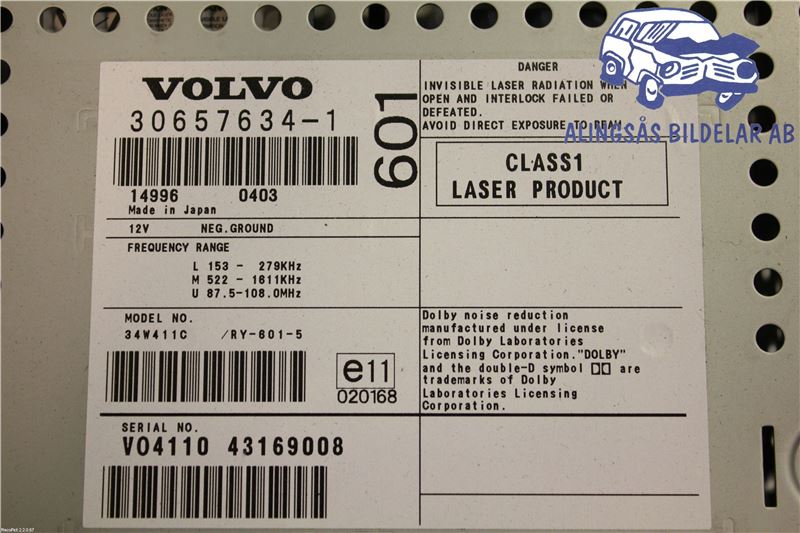 VOLVO
30657634-1
601
14996 0403
Made in Japan
12V NEG.GROUND
FREQUENCY RANGE
L 153 - 279KHz
M 522 - 1611KHz
U 87.5-108.0MHz
MODEL NO.
34W411C /RY-601-5
e11
020168
SERIAL NO.
V04110 43169008
DANGER
INVISIBLE LASER RADIATION WHEN
OPEN AND INTERLOCK FAILED OR
DEFEATED.
AVOID DIRECT EXPOSURE TO BEAM
CLASS1
LASER PRODUCT
Dolby noise reduction
manufactured under license
from Dolby Laboratories
Licensing Corporation."DOLBY"
and the double-D symbol are
trademarks of Dolby
Laboratories Licensing
Corporation.
ALINGSÅS BILDELAR AB